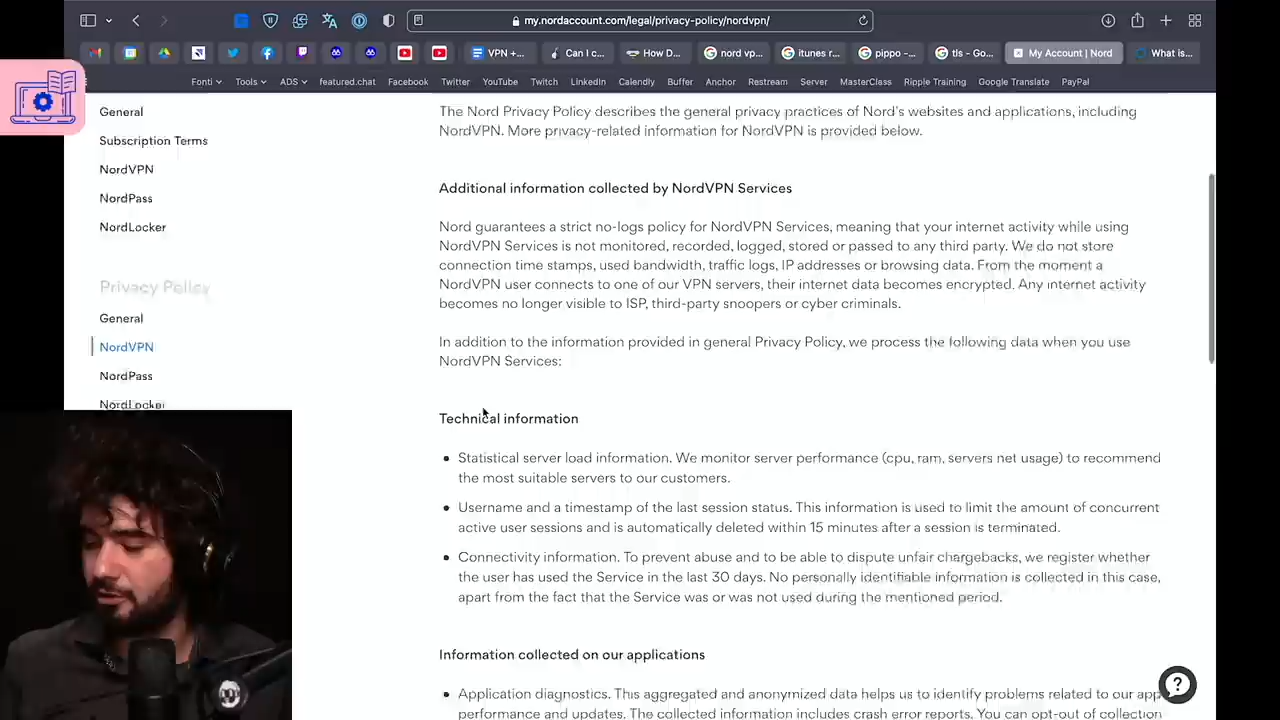 my.nordaccount.com/legal/privacy-policy/nordvpn/
VPN +...
Can I c...
How D...
nord vp...
itunes r...
pippo -...
tls - Go...
My Account | Nord
What is...
Fonti
Tools
ADS
featured.chat
Facebook
Twitter
YouTube
Twitch
LinkedIn
Calendly
Buffer
Anchor
Restream
Server
MasterClass
Ripple Training
Google Translate
PayPal
General
Subscription Terms
NordVPN
NordPass
NordLocker
Privacy Policy
General
NordVPN
NordPass
NordLocker
The Nord Privacy Policy describes the general privacy practices of Nord's websites and applications, including
NordVPN. More privacy-related information for NordVPN is provided below.
Additional information collected by NordVPN Services
Nord guarantees a strict no-logs policy for NordVPN Services, meaning that your internet activity while using
NordVPN Services is not monitored, recorded, logged, stored or passed to any third party. We do not store
connection time stamps, used bandwidth, traffic logs, IP addresses or browsing data. From the moment a
NordVPN user connects to one of our VPN servers, their internet data becomes encrypted. Any internet activity
becomes no longer visible to ISP, third-party snoopers or cyber criminals.
In addition to the information provided in general Privacy Policy, we process the following data when you use
NordVPN Services:
Technical information
Statistical server load information. We monitor server performance (cpu, ram, servers net usage) to recommend
the most suitable servers to our customers.
Username and a timestamp of the last session status. This information is used to limit the amount of concurrent
active user sessions and is automatically deleted within 15 minutes after a session is terminated.
Connectivity information. To prevent abuse and to be able to dispute unfair chargebacks, we register whether
the user has used the Service in the last 30 days. No personally identifiable information is collected in this case,
apart from the fact that the Service was or was not used during the mentioned period.
Information collected on our applications
Application diagnostics. This aggregated and anonymized data helps us to identify problems related to our app
performance and updates. The collected information includes crash error reports. You can opt-out of collection
?